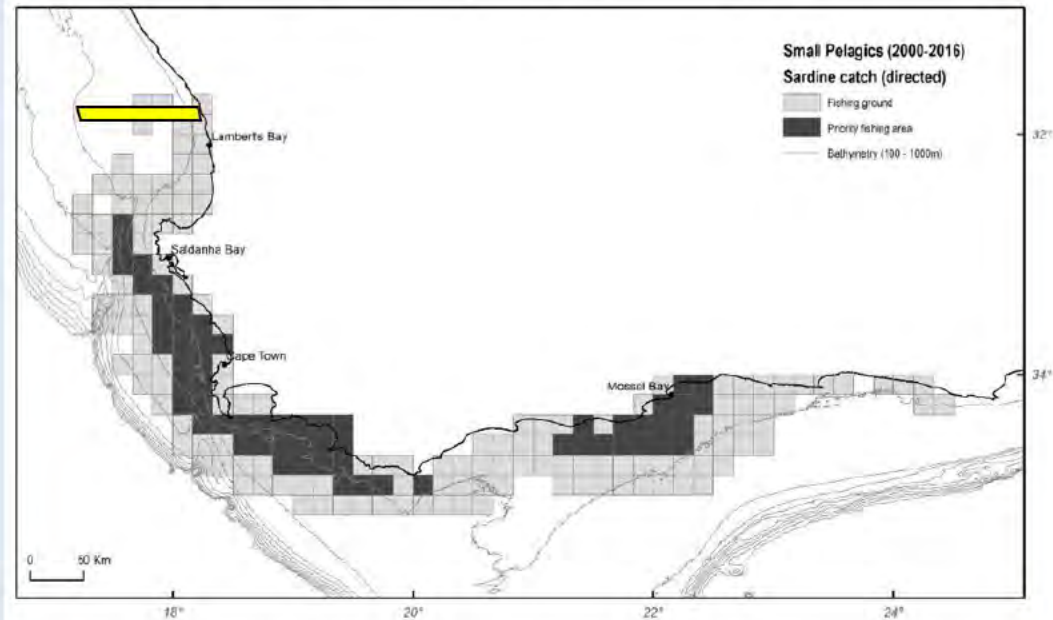 Small Pelagics (2000-2016)
Sardine catch (directed)
Fishing ground
Priority fishing area
Bathymetry (100 - 1000m)
Lamberts Bay
32°
Saldanha Bay
Cape Town
Mossel Bay
34°
0 50 Km
18° 20° 22° 24°